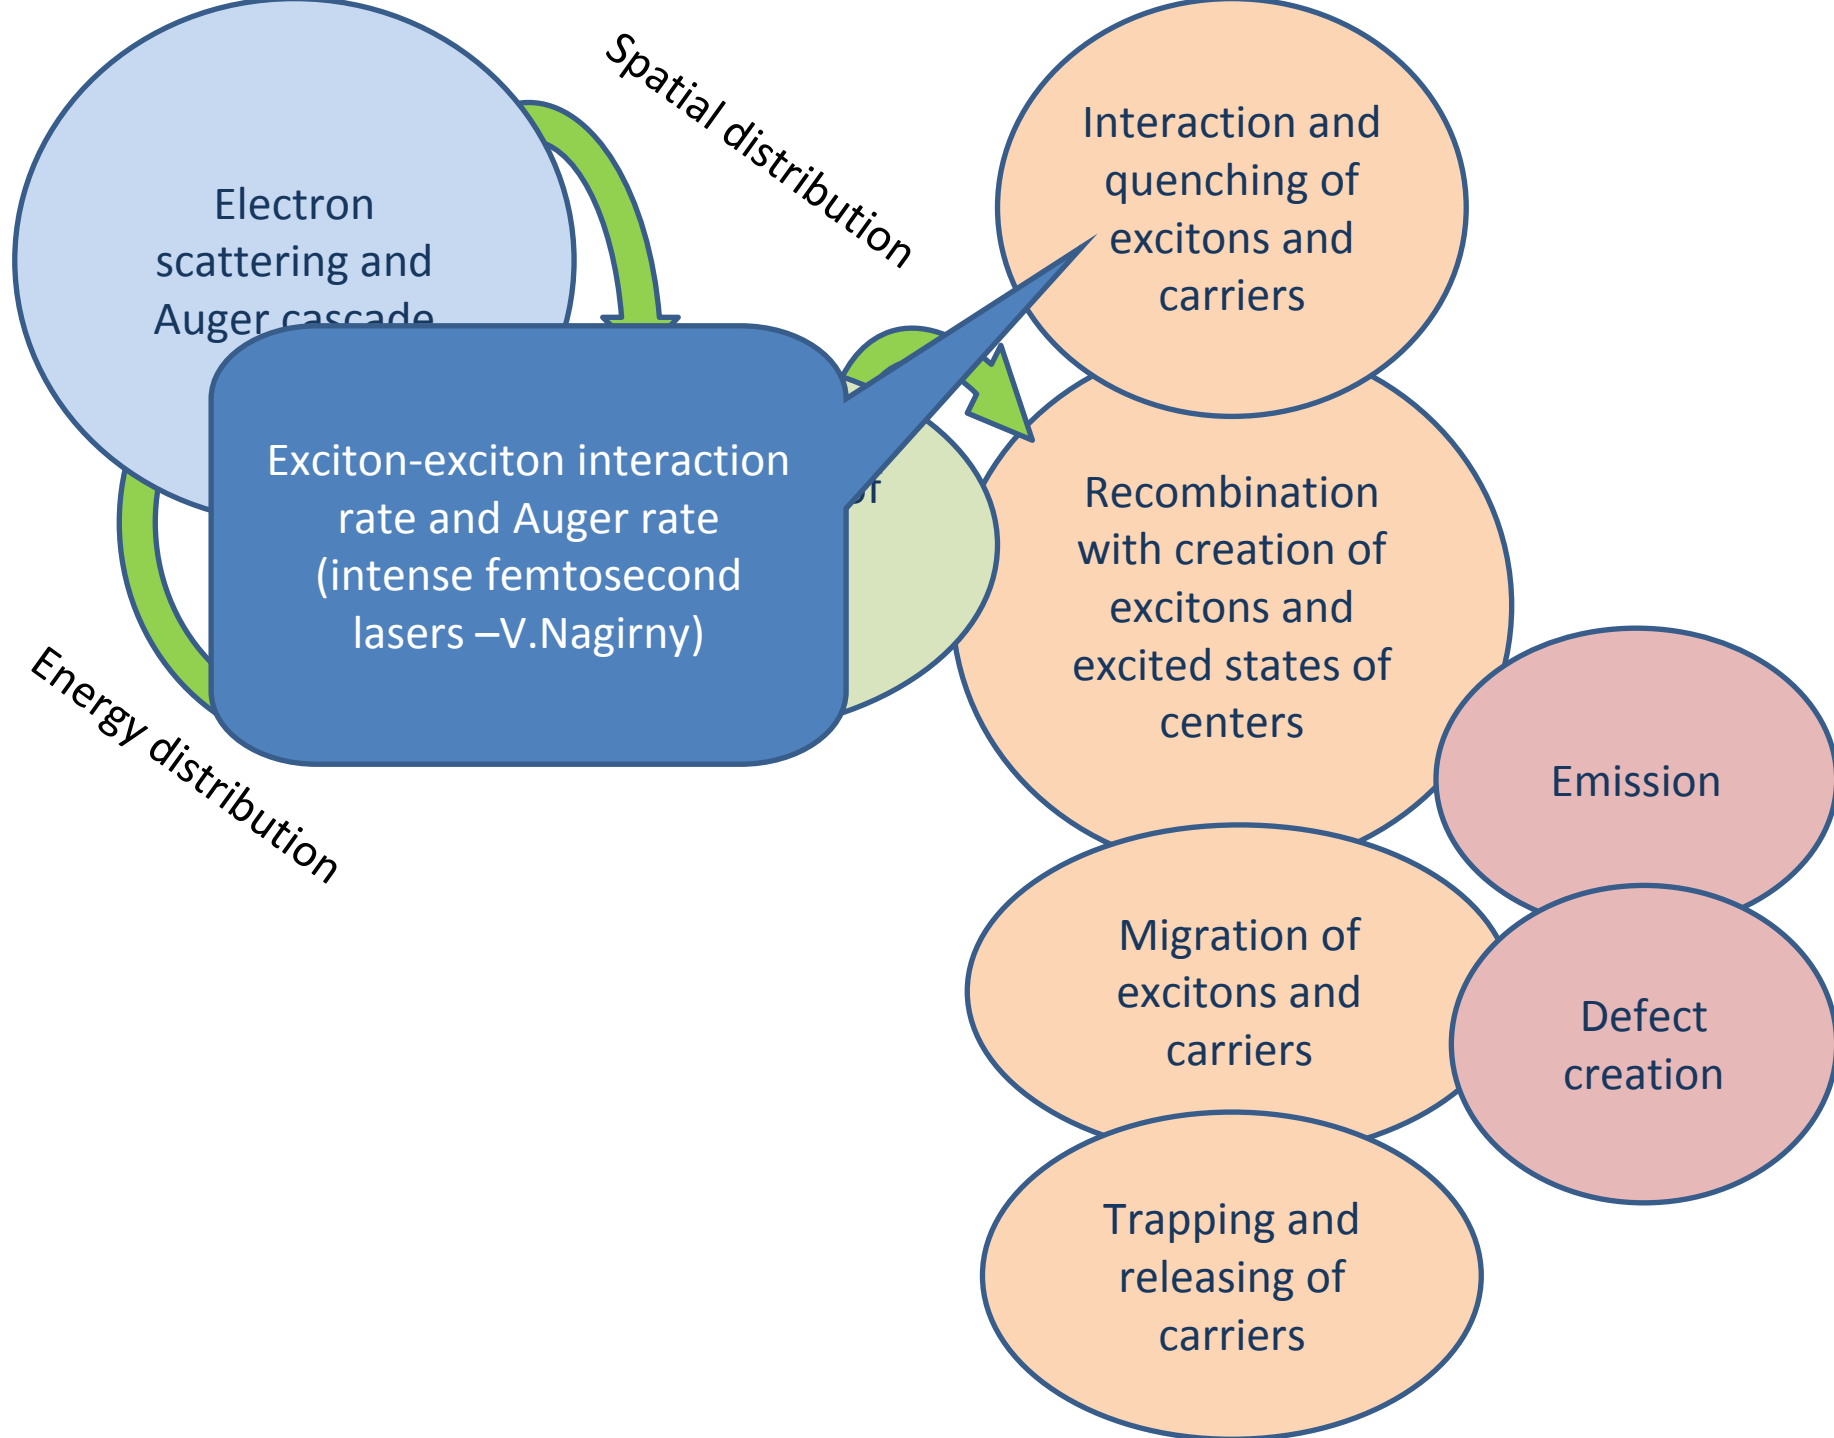 Spatial distribution
Electron
scattering and
Auger cascade
Exciton-exciton interaction
rate and Auger rate
(intense femtosecond
lasers –V.Nagirny)
of
Energy distribution
Interaction and
quenching of
excitons and
carriers
Recombination
with creation of
excitons and
excited states of
centers
Emission
Migration of
excitons and
carriers
Defect
creation
Trapping and
releasing of
carriers